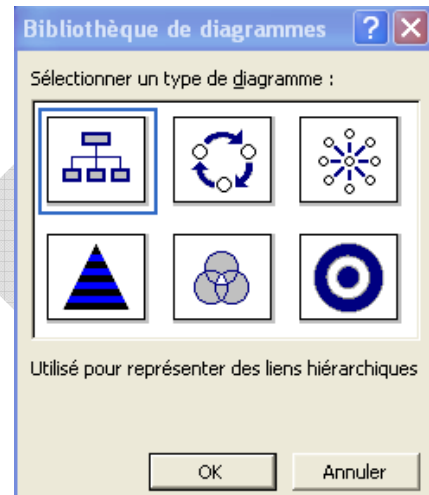 Bibliothèque de diagrammes
Sélectionner un type de diagramme :
Utilisé pour représenter des liens hiérarchiques
OK
Annuler